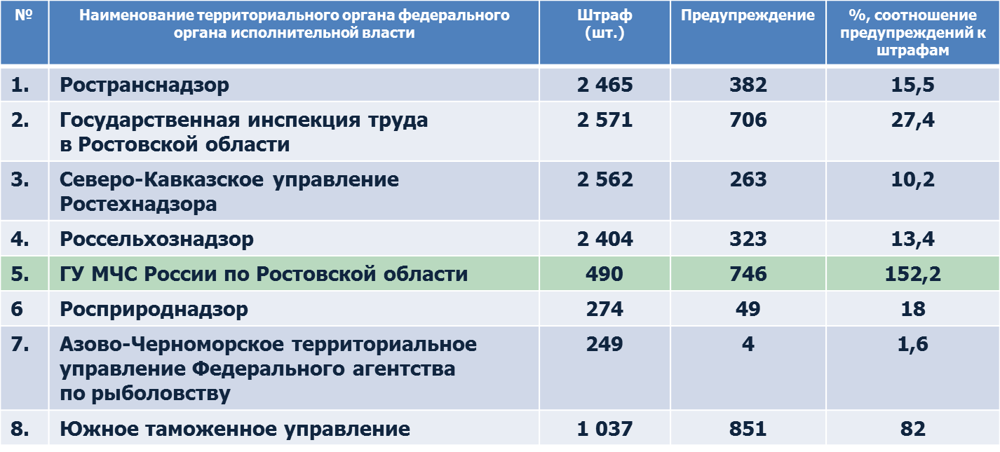 №
Наименование территориального органа федерального
органа исполнительной власти
Штраф
(шт.)
Предупреждение
%, соотношение
предупреждений к
штрафам
1. Ространснадзор 2 465 382 15,5
2. Государственная инспекция труда 2 571 706 27,4
в Ростовской области
3. Северо-Кавказское управление 2 562 263 10,2
Ростехнадзора
4. Россельхознадзор 2 404 323 13,4
5. ГУ МЧС России по Ростовской области 490 746 152,2
6 Росприроднадзор 274 49 18
7. Азово-Черноморское территориальное 249 4 1,6
управление Федерального агентства
по рыболовству
8. Южное таможенное управление 1 037 851 82